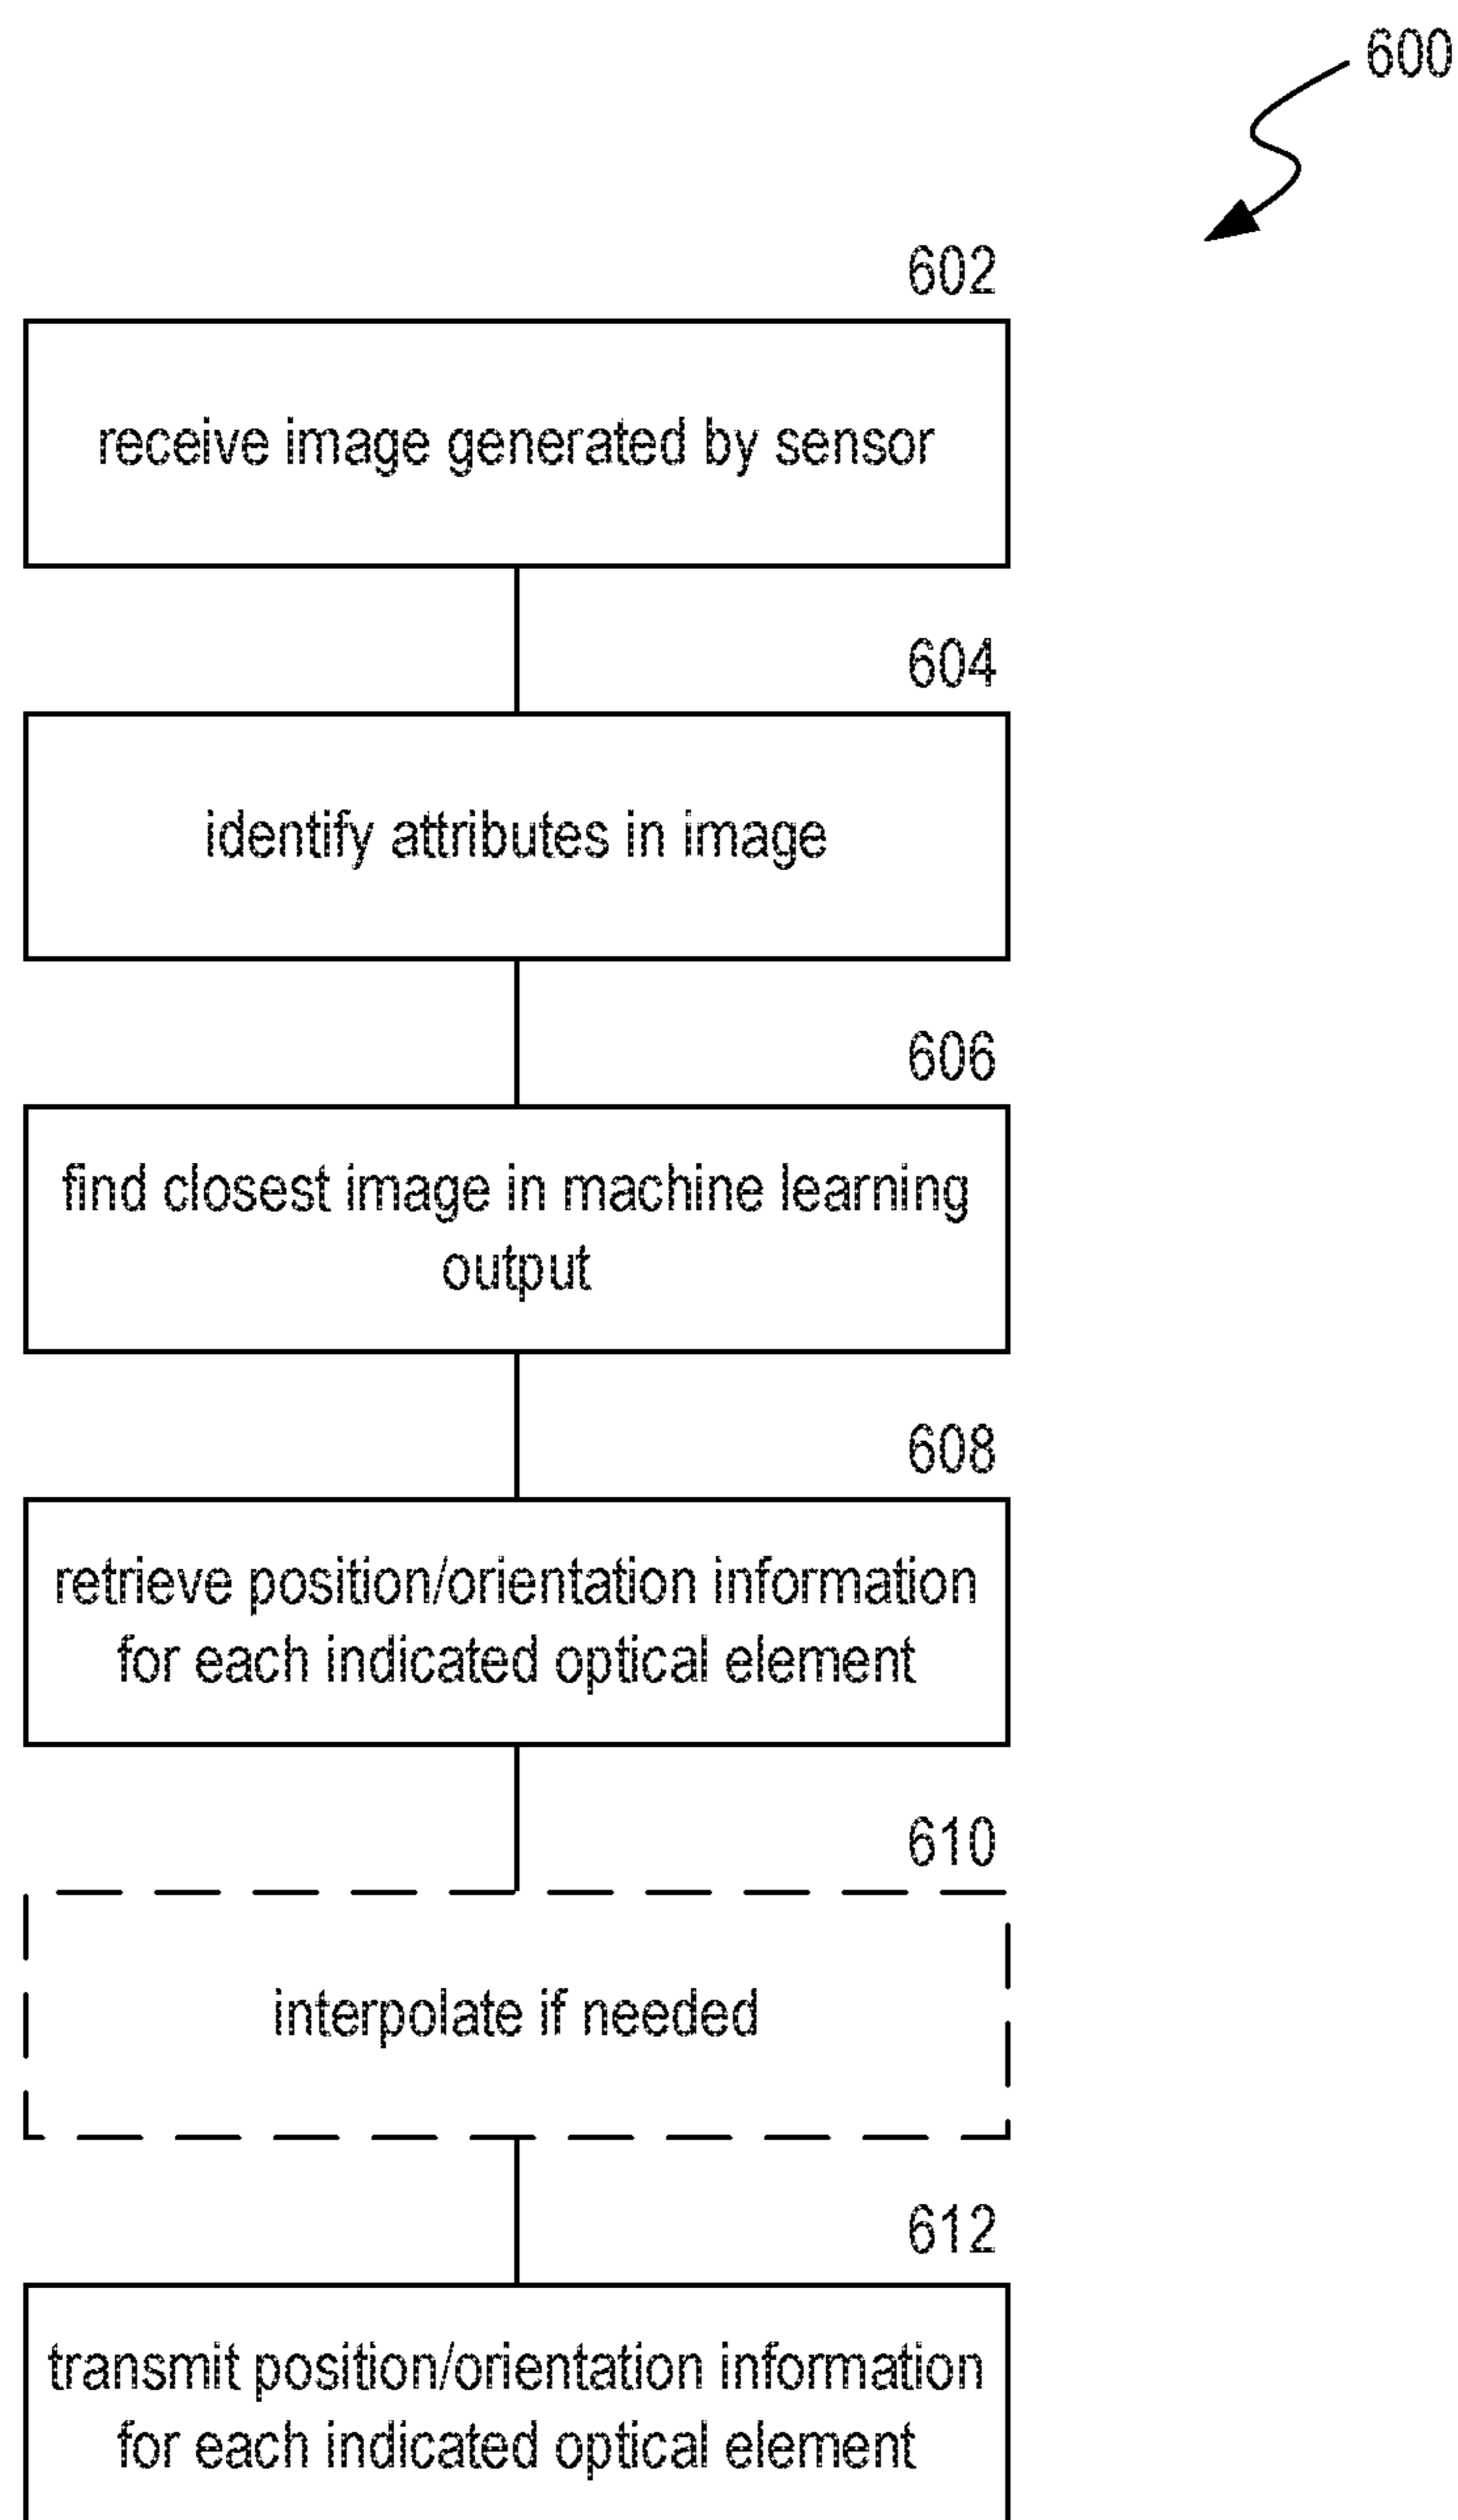 600
602
receive image generated by sensor
604
identify attributes in image
606
find closest image in machine learning
output
608
retrieve position/orientation information
for each indicated optical element
610
interpolate if needed
612
transmit position/orientation information
for each indicated optical element